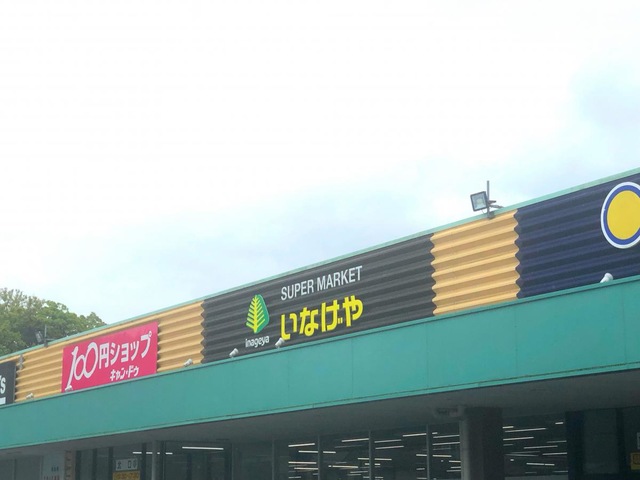 100円ショップ
キャン・ドゥ
SUPER MARKET
いなげや
inageya
's